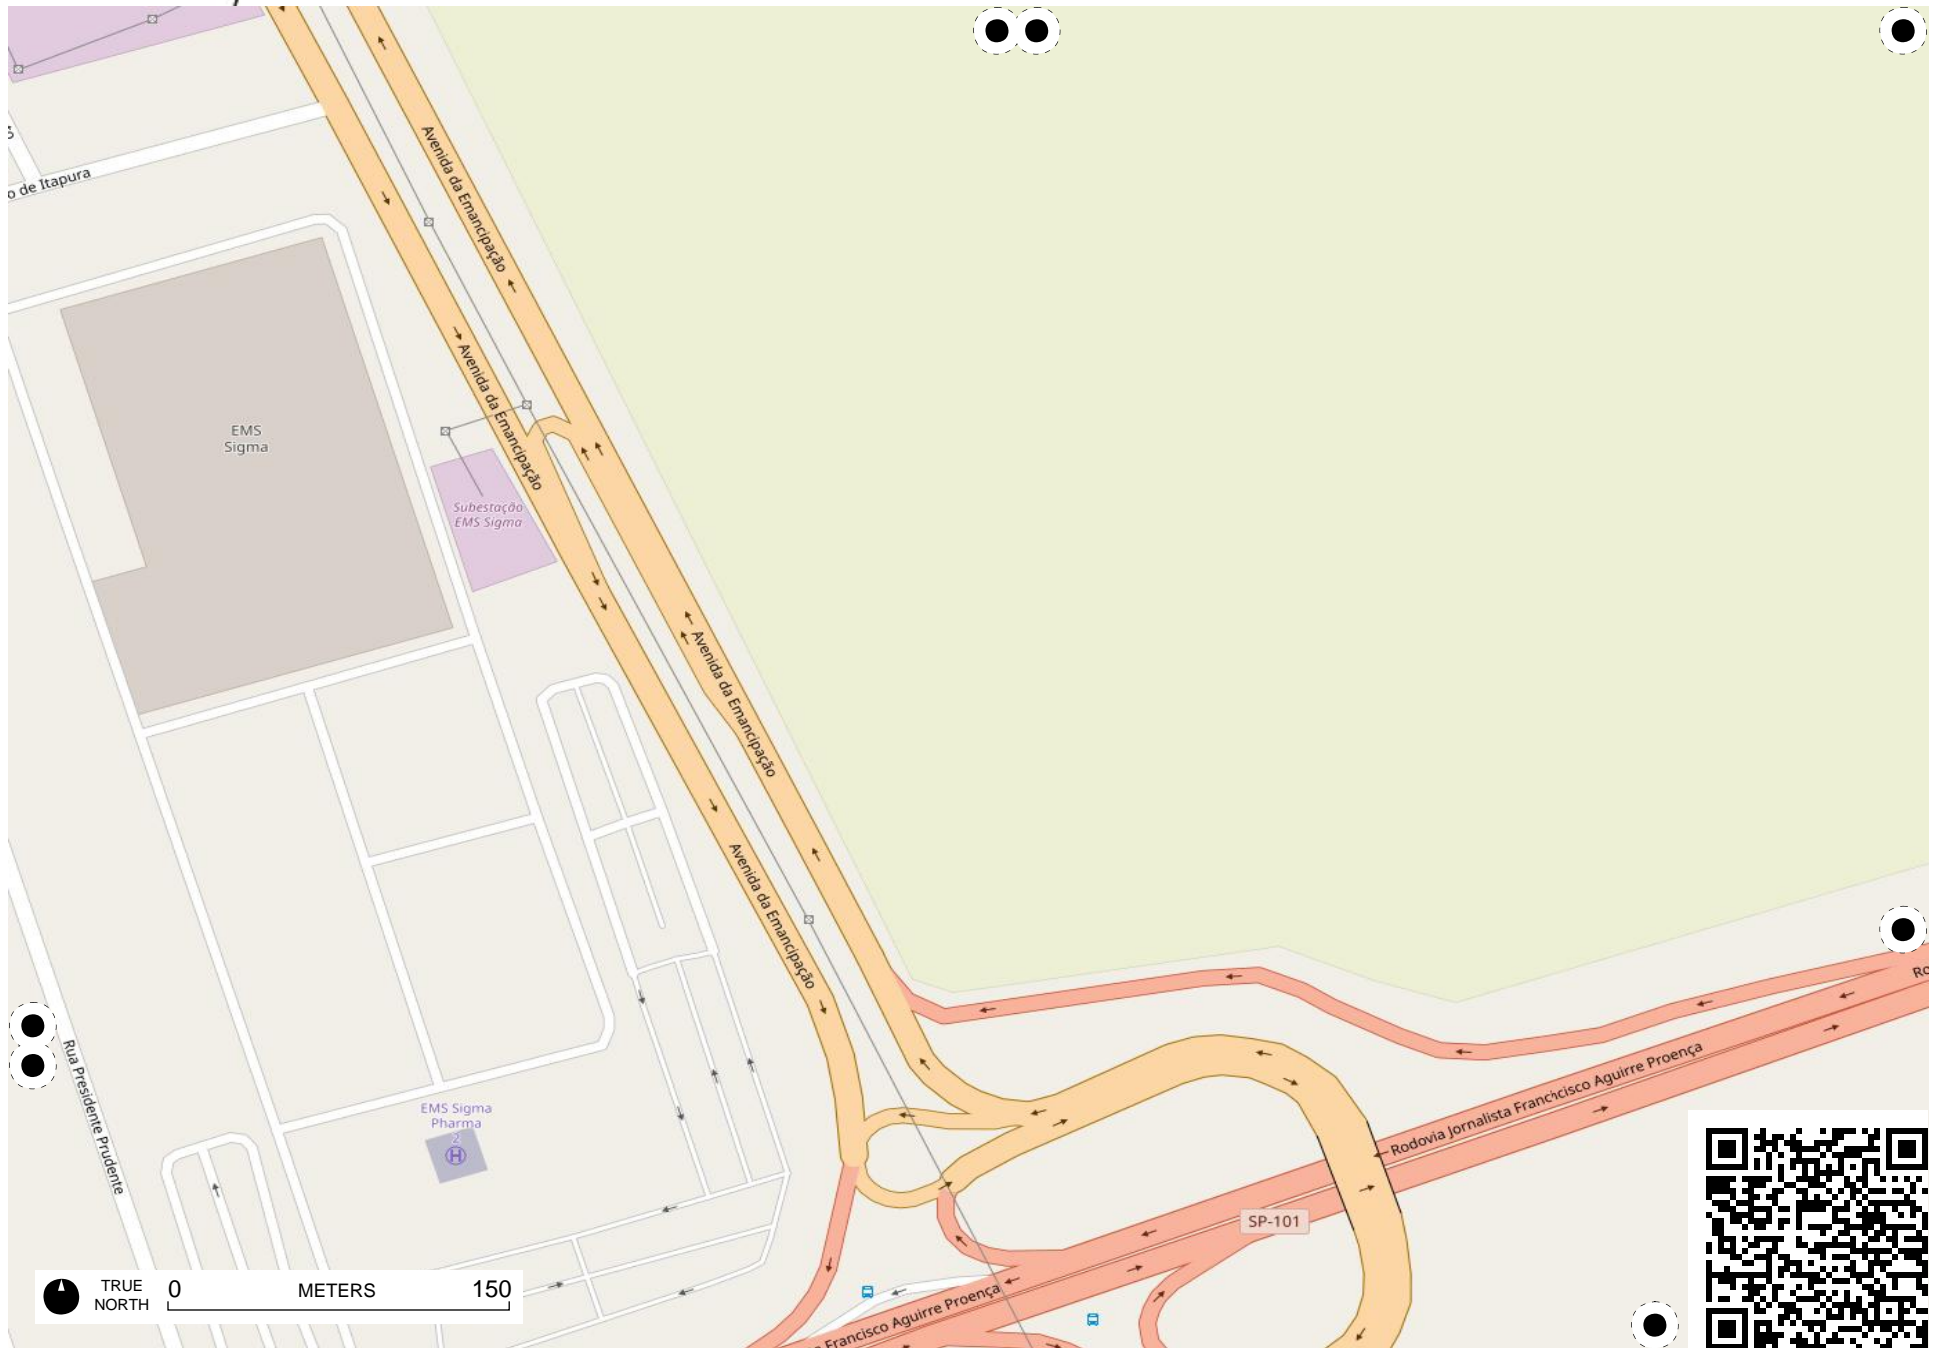 Avenida da Emancipação
o de Itapura
Avenida da Emancipação
EMS
Sigma
Subestação
EMS Sigma
Avenida da Emancipação
Avenida da Emancipação
Rua Presidente Prudente
Rodovia Jornalista Francisco Aguirre Proença
EMS Sigma
Pharma
2
H
SP-101
TRUE
NORTH
0
METERS
150
Francisco Aguirre Proença
Ro